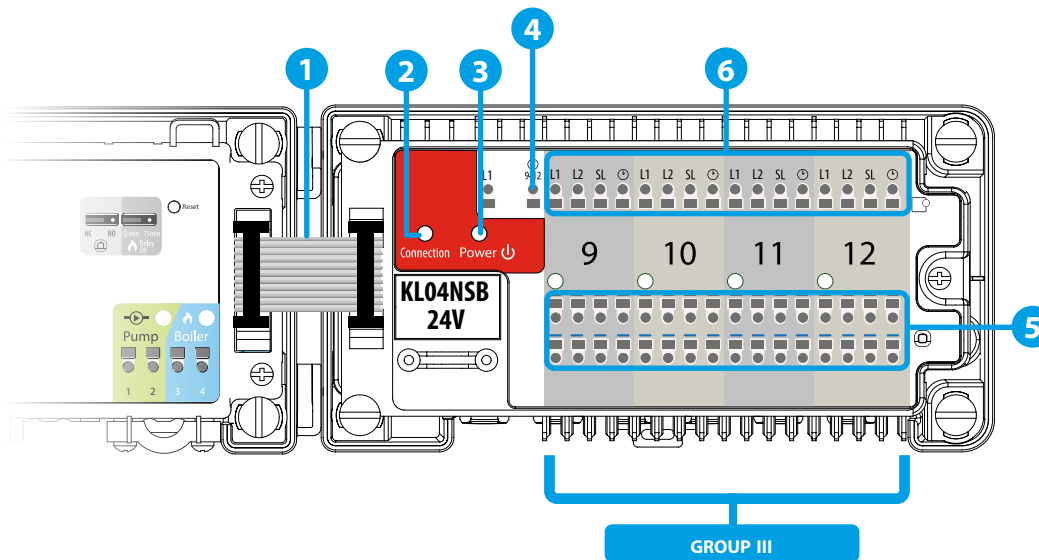 1
2
3
4
6
L1
9-12
L1 L2 SL L1 L2 SL L1 L2 SL L1 L2 SL
Reset
NC NO 0 min 15min
Delay
Off
Connection Power
9 10 11 12
KL04NSB
24V
Pump Boiler
1 2 3 4
5
GROUP III